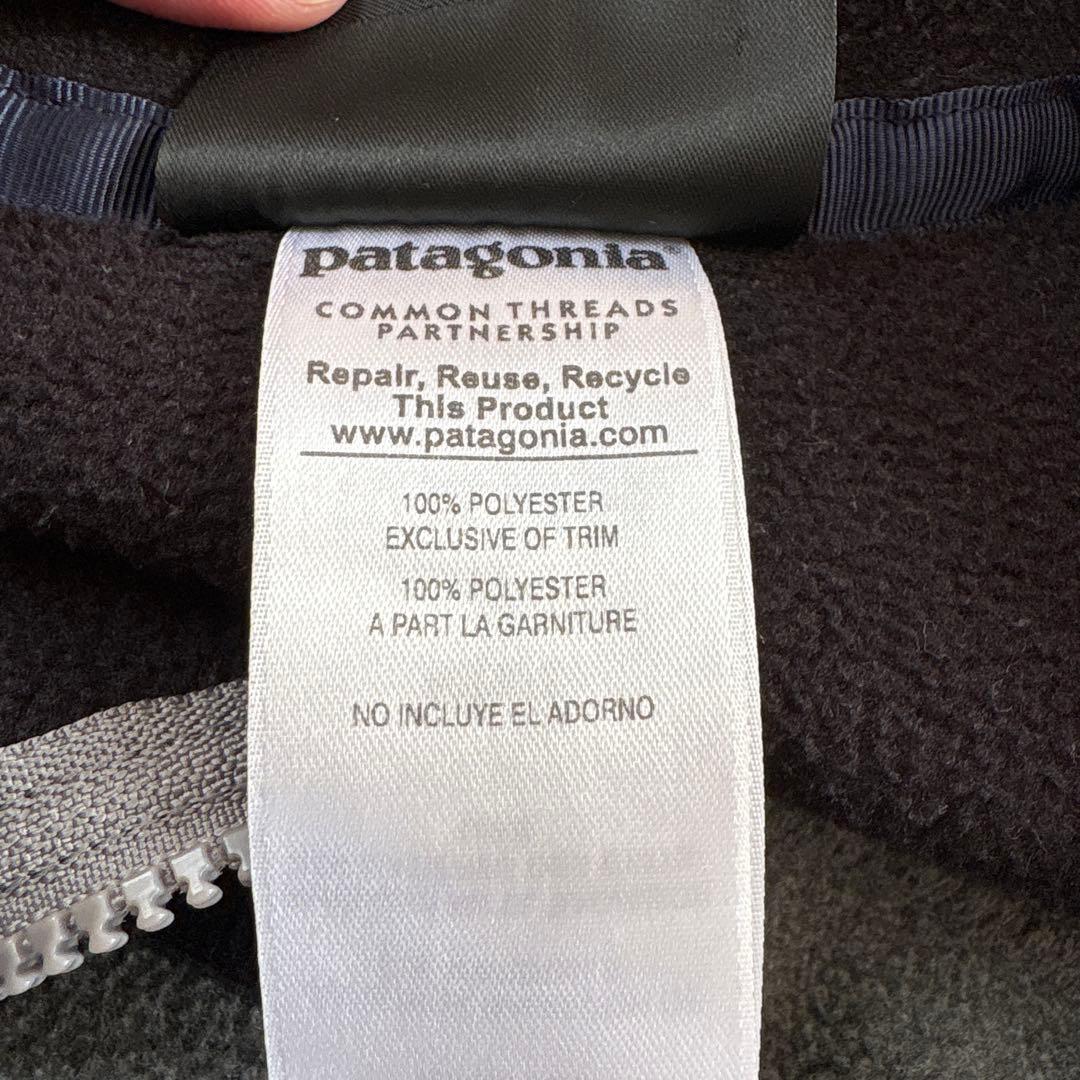 patagonia®
COMMON THREADS
PARTNERSHIP
Repair, Reuse, Recycle
This Product
www.patagonia.com
100% POLYESTER
EXCLUSIVE OF TRIM
100% POLYESTER
A PART LA GARNITURE
NO INCLUYE EL ADORNO